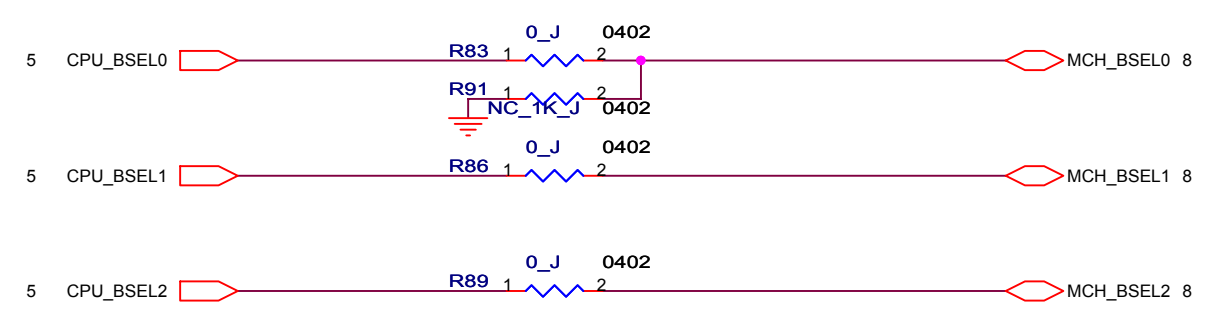 0_J 0402
5 CPU_BSEL0 R83 1 2 MCH_BSEL0 8
R91 1 2
NC_1K_J 0402
0_J 0402
5 CPU_BSEL1 R86 1 2 MCH_BSEL1 8
0_J 0402
5 CPU_BSEL2 R89 1 2 MCH_BSEL2 8